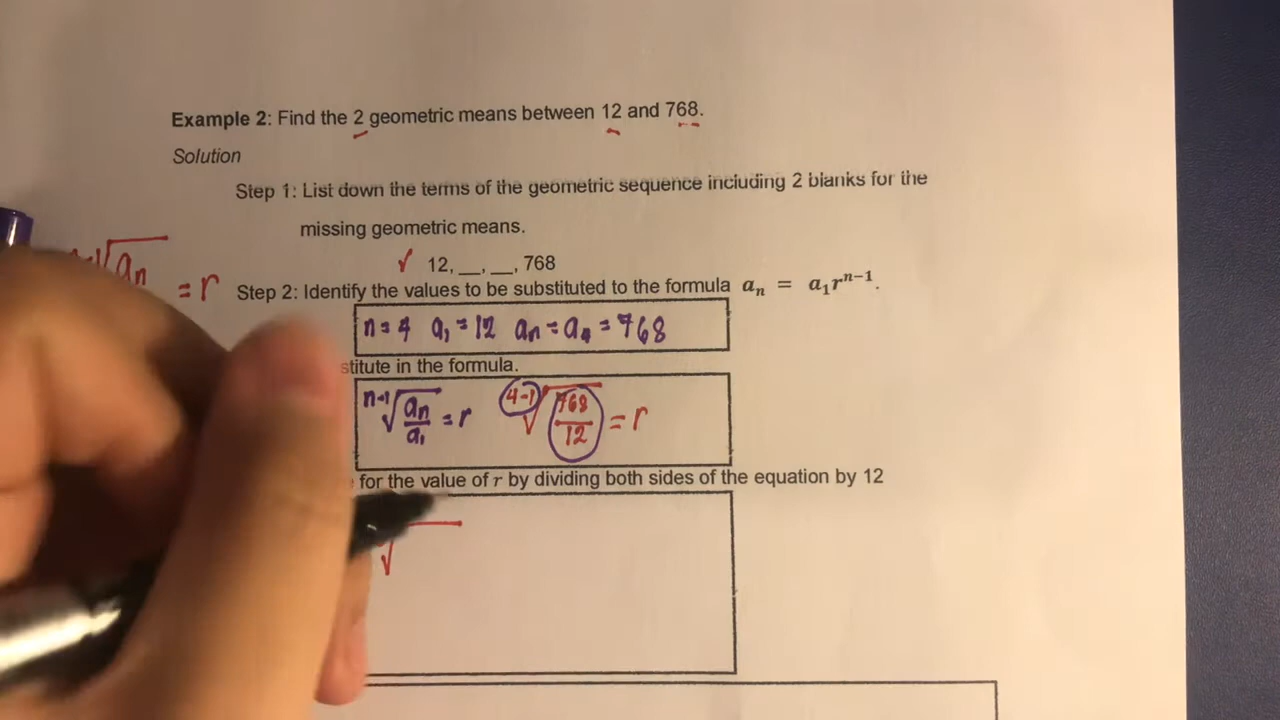 Example 2: Find the 2 geometric means between 12 and 768.
Solution
Step 1: List down the terms of the geometric sequence including 2 blanks for the
missing geometric means.
✓ 12, __, __, 768
aₙ = r
Step 2: Identify the values to be substituted to the formula aₙ = a₁rⁿ⁻¹.
n = 4 a₁ = 12 aₙ = a₄ = 768
stitute in the formula.
ⁿ⁻¹√(aₙ/a₁) = r ⁴⁻¹√(768/12) = r
for the value of r by dividing both sides of the equation by 12
√